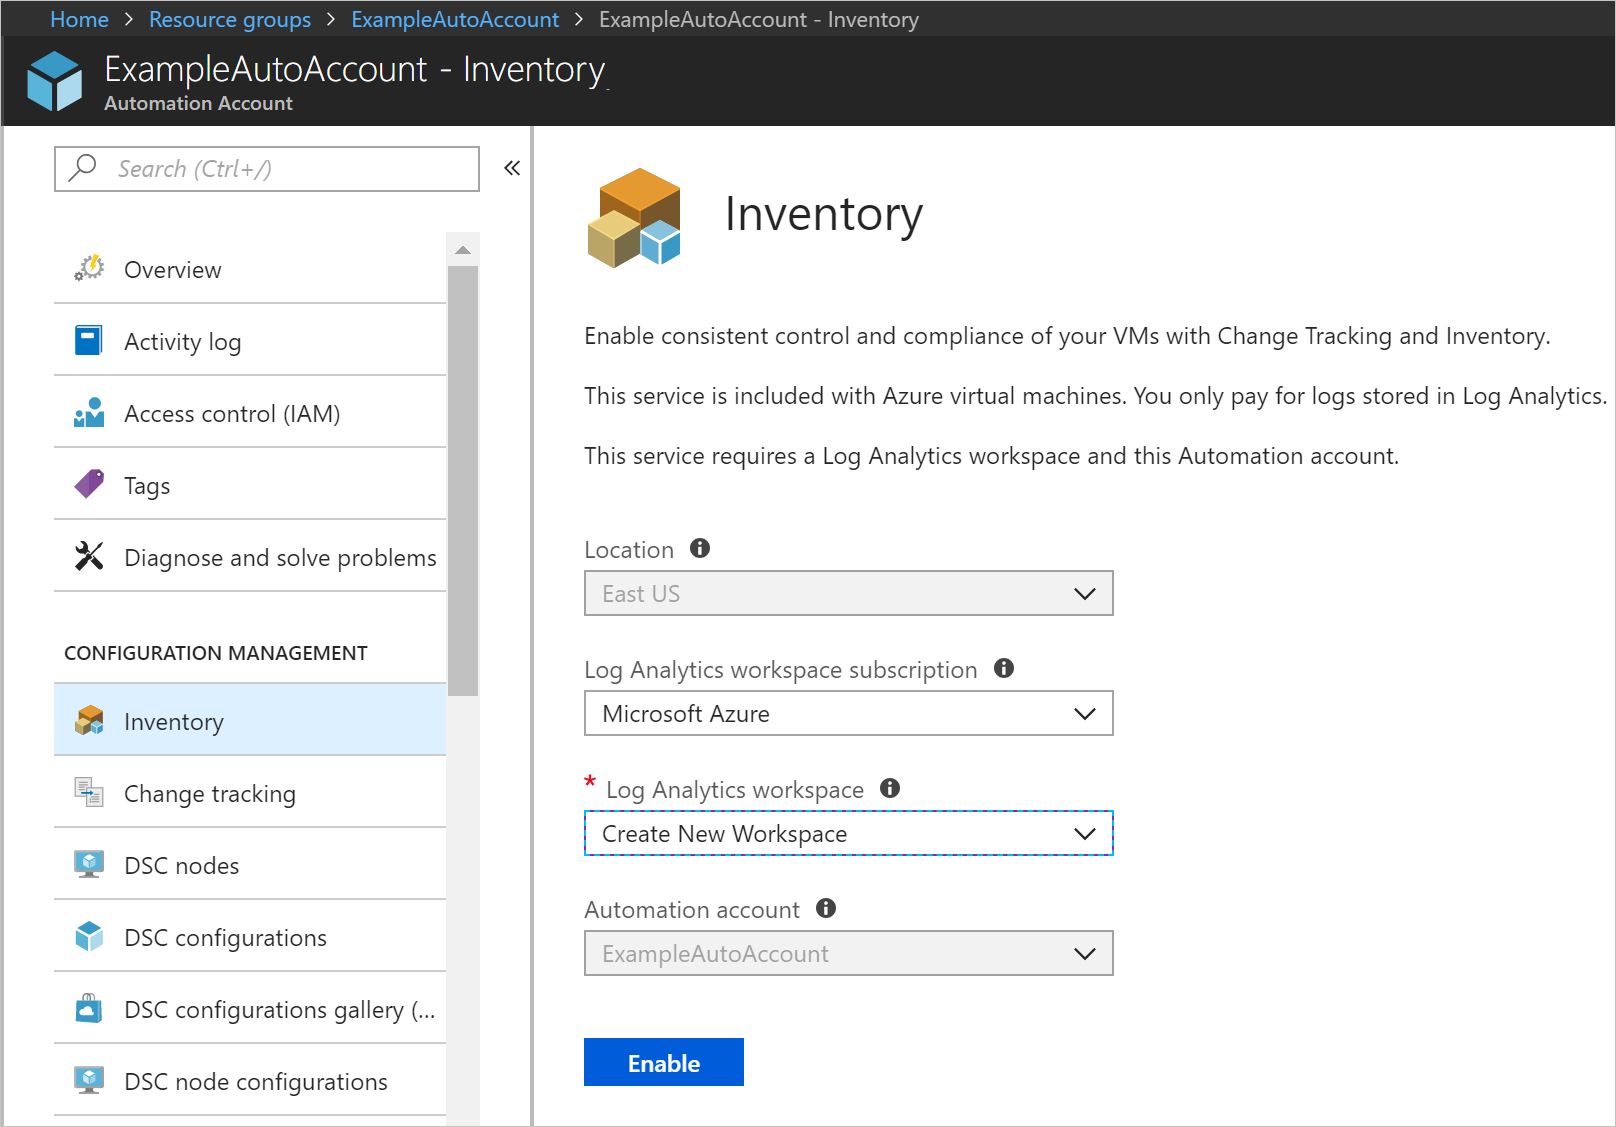 Home > Resource groups > ExampleAutoAccount > ExampleAutoAccount - Inventory
ExampleAutoAccount - Inventory
Automation Account
Search (Ctrl+/)
«
Overview
Activity log
Access control (IAM)
Tags
Diagnose and solve problems
CONFIGURATION MANAGEMENT
Inventory
Change tracking
DSC nodes
DSC configurations
DSC configurations gallery (...
DSC node configurations
Inventory
Enable consistent control and compliance of your VMs with Change Tracking and Inventory.
This service is included with Azure virtual machines. You only pay for logs stored in Log Analytics.
This service requires a Log Analytics workspace and this Automation account.
Location
East US
Log Analytics workspace subscription
Microsoft Azure
* Log Analytics workspace
Create New Workspace
Automation account
ExampleAutoAccount
Enable